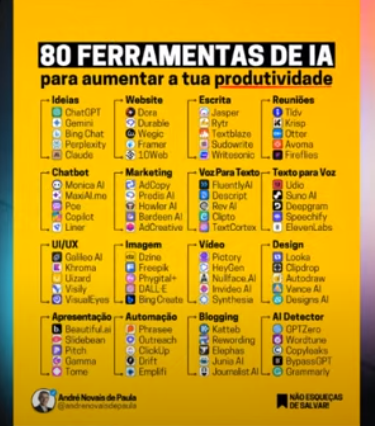 80 FERRAMENTAS DE IA
para aumentar a tua produtividade
Ideias
ChatGPT
Gemini
Bing Chat
Perplexity
Claude
Website
Dora
Durable
Wegic
Framer
10Web
Escrita
Jasper
Rytr
Textblaze
Sudowrite
Writesonic
Reuniões
Tldv
Krisp
Otter
Avoma
Fireflies
Chatbot
Monica AI
MaxAI.me
Poe
Copilot
Liner
Marketing
AdCopy
Predis AI
Howler AI
Bardeen AI
AdCreative
Voz Para Texto
FluentlyAI
Descript
Rev AI
Clipto
TextCortex
Texto para Voz
Udio
Suno AI
Deepgram
Speechify
ElevenLabs
UI/UX
Galileo AI
Khroma
Uizard
Visily
VisualEyes
Imagem
Dzine
Freepik
Phygital+
DALL·E
Bing Create
Vídeo
Pictory
HeyGen
Nullface AI
Invideo AI
Synthesia
Design
Looka
Clipdrop
Autodraw
Vance AI
Designs AI
Apresentação
Beautiful.ai
Slidebean
Pitch
Gamma
Tome
Automação
Phrasee
Outreach
ClickUp
Drift
Emplifi
Blogging
Katteb
Rewording
Elephas
Junia AI
Journalist AI
AI Detector
GPTZero
Wordtune
Copyleaks
BypassGPT
Grammarly
André Novais de Paula
@andrenovaisdepaula
NÃO ESQUEÇAS
DE SALVAR!